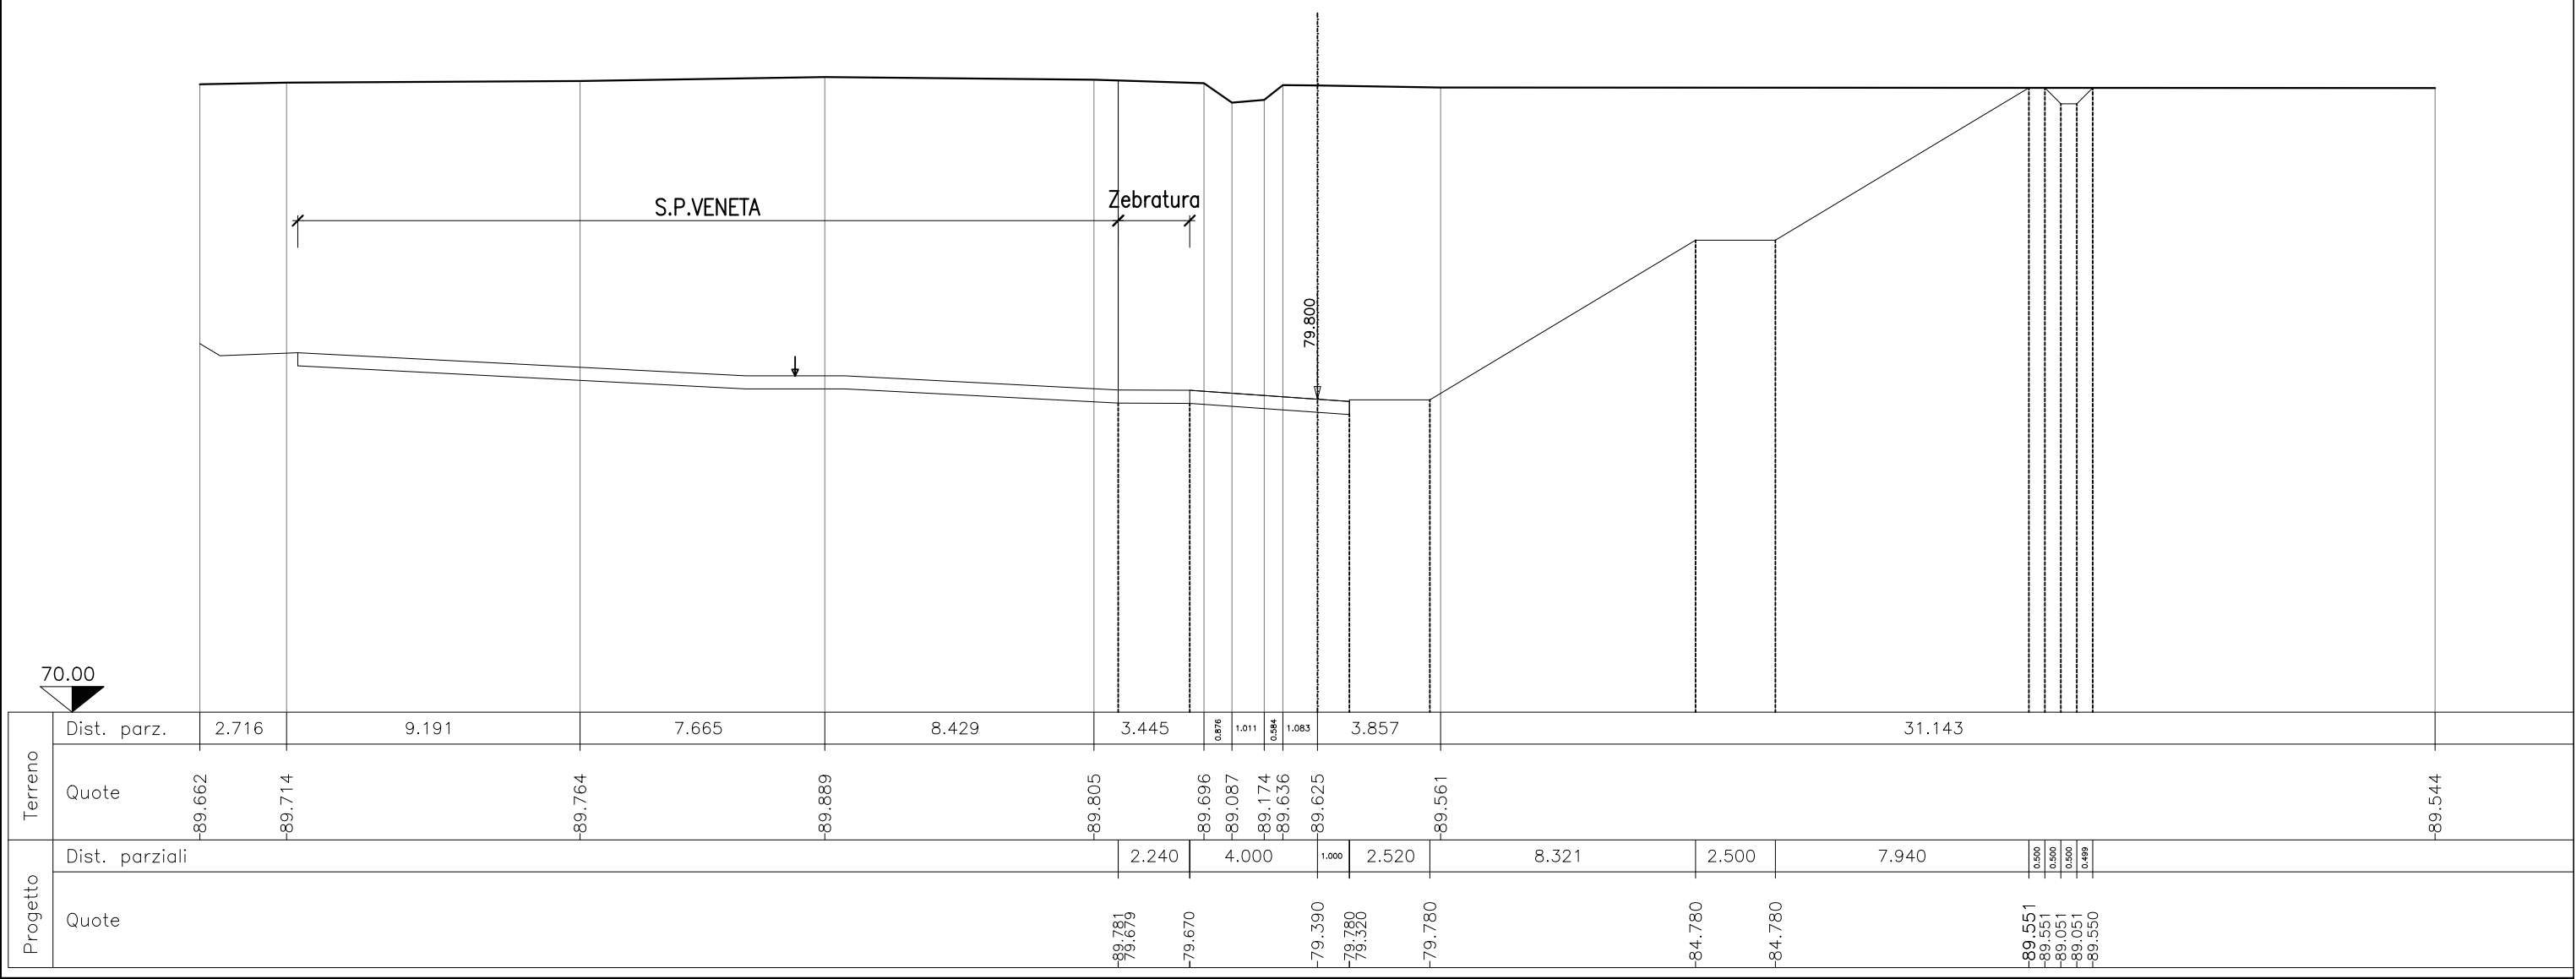 Zebratura
S.P.VENETA
79.800
70.00
Terreno
Dist. parz. 2.716 9.191 7.665 8.429 3.445 0.876 1.011 0.584 1.083 3.857 31.143
Quote 89.662 89.714 89.764 89.889 89.805 89.696 89.087 89.174 89.636 89.625 89.561 89.544
Progetto
Dist. parziali 2.240 4.000 1.000 2.520 8.321 2.500 7.940 0.500 0.500 0.500 0.499
Quote 89.781 79.679 79.670 79.390 79.780 79.320 79.780 84.780 84.780 89.551 89.551 89.051 89.051 89.550